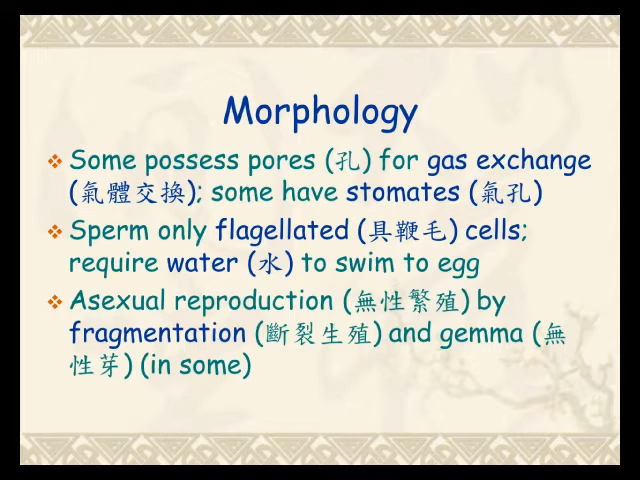 Morphology
Some possess pores (孔) for gas exchange
(氣體交換); some have stomates (氣孔)
Sperm only flagellated (具鞭毛) cells;
require water (水) to swim to egg
Asexual reproduction (無性繁殖) by
fragmentation (斷裂生殖) and gemma (無
性芽) (in some)